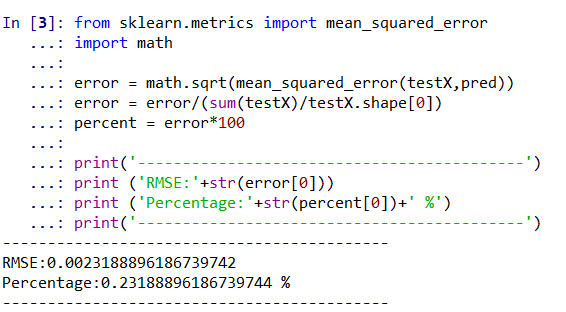 In [3]: from sklearn.metrics import mean_squared_error
   ...: import math
   ...:
   ...: error = math.sqrt(mean_squared_error(testX,pred))
   ...: error = error/(sum(testX)/testX.shape[0])
   ...: percent = error*100
   ...:
   ...: print('-------------------------------------------')
   ...: print ('RMSE:'+str(error[0]))
   ...: print ('Percentage:'+str(percent[0])+' %')
   ...: print('-------------------------------------------')
-------------------------------------------
RMSE:0.0023188896186739742
Percentage:0.23188896186739744 %
-------------------------------------------